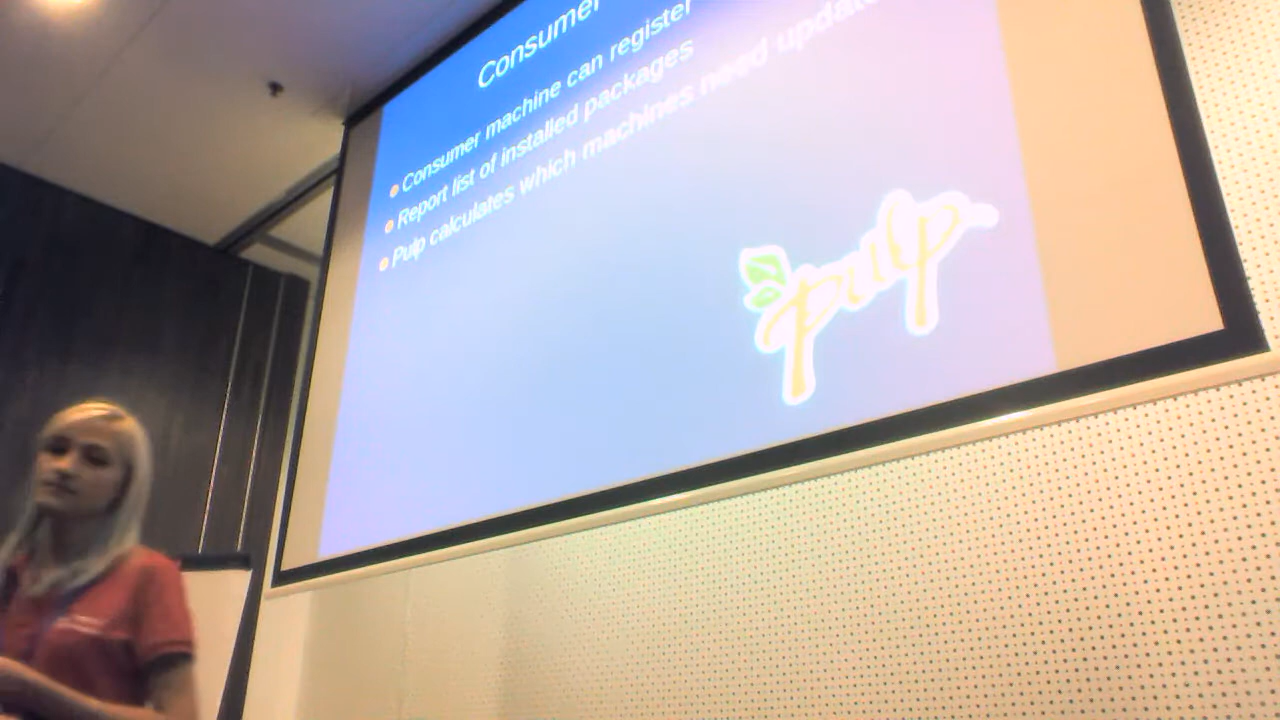 Consumer
Consumer machine can register
Report list of installed packages
Pulp calculates which machines need update
pulp